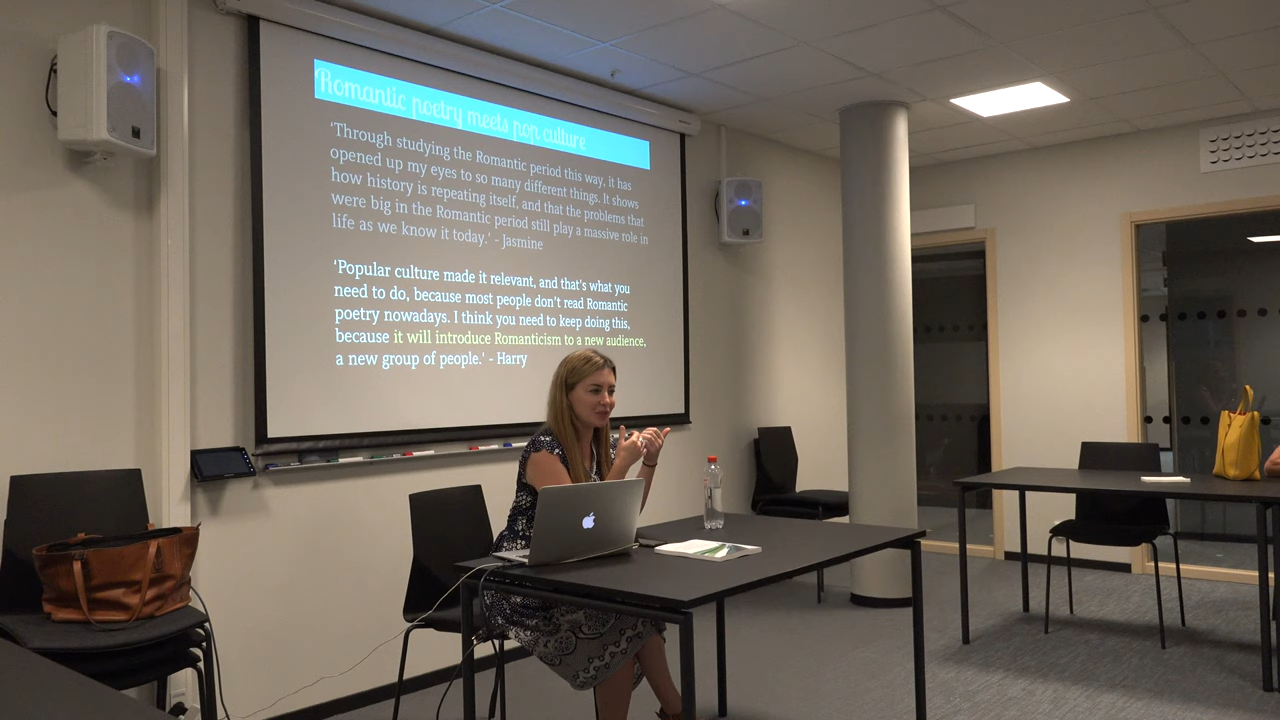 Romantic poetry meets pop culture
'Through studying the Romantic period this way, it has
opened up my eyes to so many different things. It shows
how history is repeating itself, and that the problems that
were big in the Romantic period still play a massive role in
life as we know it today.' - Jasmine
'Popular culture made it relevant, and that's what you
need to do, because most people don't read Romantic
poetry nowadays. I think you need to keep doing this,
because it will introduce Romanticism to a new audience,
a new group of people.' - Harry